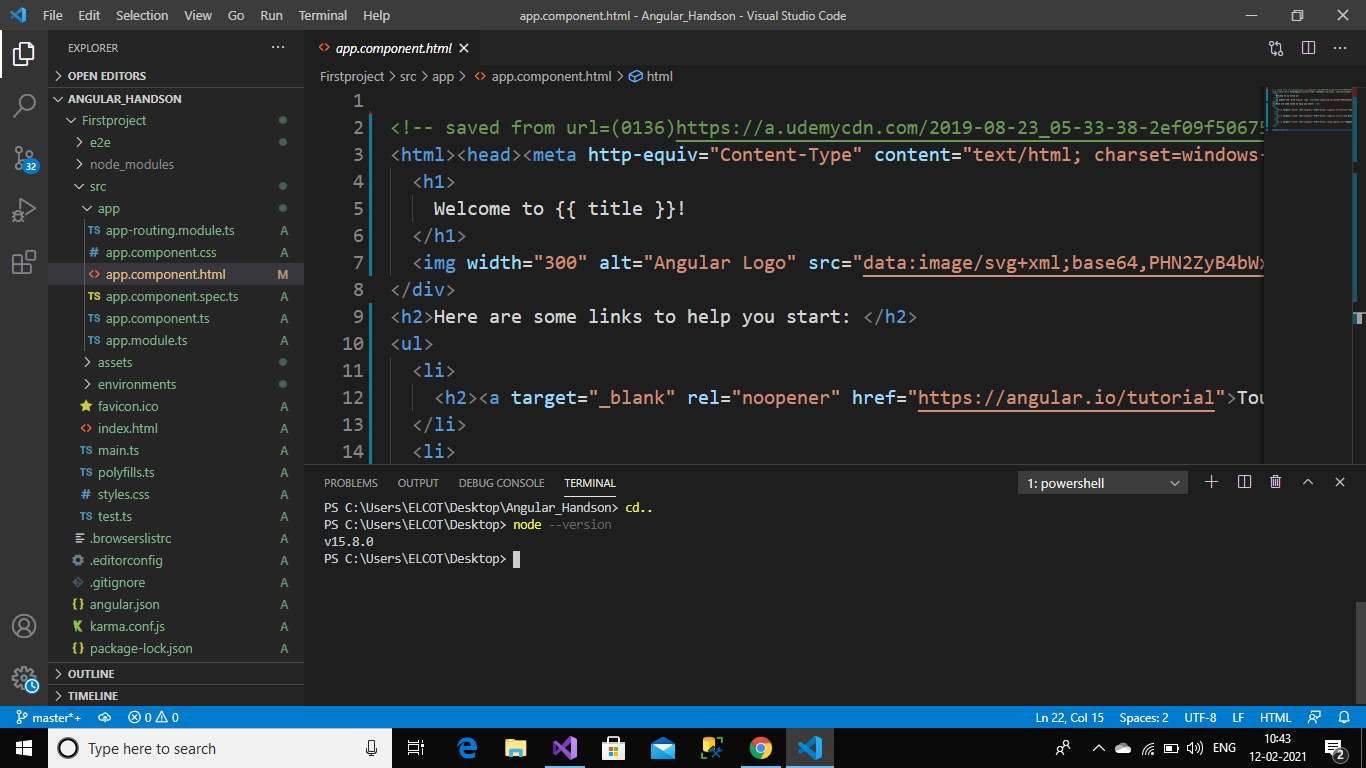 File Edit Selection View Go Run Terminal Help
app.component.html - Angular_Handson - Visual Studio Code
EXPLORER
OPEN EDITORS
ANGULAR_HANDSON
Firstproject
e2e
node_modules
src
app
TS app-routing.module.ts A
# app.component.css A
<> app.component.html M
TS app.component.spec.ts A
TS app.component.ts A
TS app.module.ts A
assets
environments
favicon.ico A
<> index.html A
TS main.ts A
TS polyfills.ts A
# styles.css A
TS test.ts A
.browserslistrc A
.editorconfig A
.gitignore A
{} angular.json A
karma.conf.js A
{} package-lock.json A
OUTLINE
TIMELINE
32
<> app.component.html
Firstproject > src > app > <> app.component.html > html
1
2 <!-- saved from url=(0136)https://a.udemycdn.com/2019-08-23_05-33-38-2ef09f50675
3 <html><head><meta http-equiv="Content-Type" content="text/html; charset=windows-
4 <h1>
5 Welcome to {{ title }}!
6 </h1>
7 <img width="300" alt="Angular Logo" src="data:image/svg+xml;base64,PHN2ZyB4bWx
8 </div>
9 <h2>Here are some links to help you start: </h2>
10 <ul>
11 <li>
12 <h2><a target="_blank" rel="noopener" href="https://angular.io/tutorial">Tou
13 </li>
14 <li>
PROBLEMS OUTPUT DEBUG CONSOLE TERMINAL
1: powershell
PS C:\Users\ELCOT\Desktop\Angular_Handson> cd..
PS C:\Users\ELCOT\Desktop> node --version
v15.8.0
PS C:\Users\ELCOT\Desktop>
master*+ 0 0
Ln 22, Col 15 Spaces: 2 UTF-8 LF HTML
Type here to search
ENG
10:43
12-02-2021
2